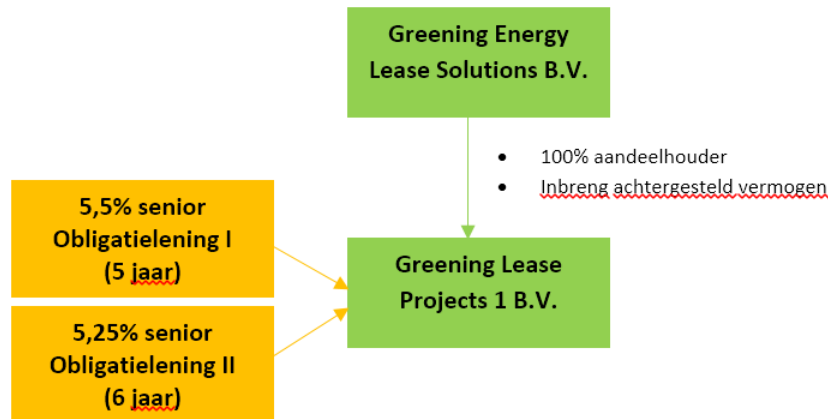 Greening Energy
Lease Solutions B.V.
• 100% aandeelhouder
• Inbreng achtergesteld vermogen
5,5% senior
Obligatielening I
(5 jaar)
Greening Lease
Projects 1 B.V.
5,25% senior
Obligatielening II
(6 jaar)